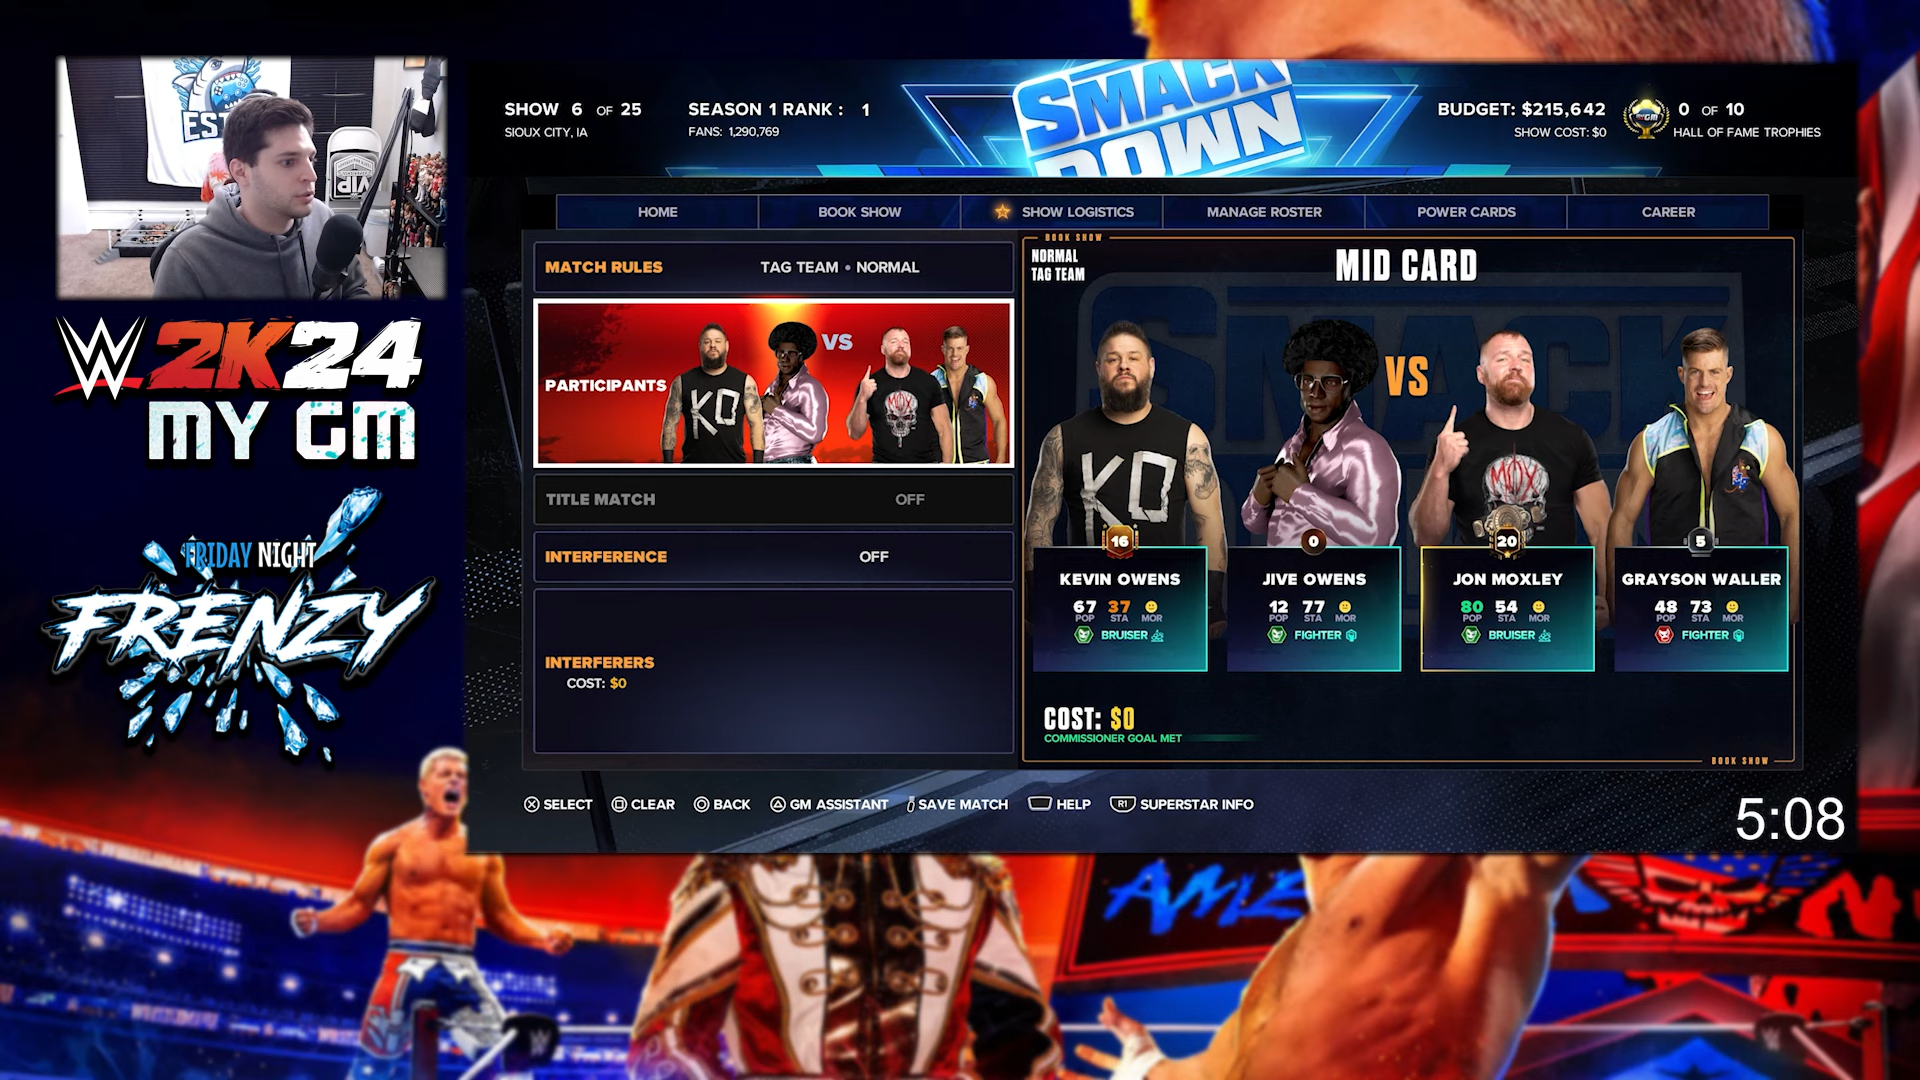 SHOW 6 OF 25
SIOUX CITY, IA
SEASON 1 RANK : 1
FANS: 1,290,769
SMACK
DOWN
BUDGET: $215,642
SHOW COST: $0
0 OF 10
HALL OF FAME TROPHIES
HOME
BOOK SHOW
SHOW LOGISTICS
MANAGE ROSTER
POWER CARDS
CAREER
MATCH RULES
TAG TEAM • NORMAL
PARTICIPANTS
VS
TITLE MATCH
OFF
INTERFERENCE
OFF
INTERFERERS
COST: $0
BOOK SHOW
NORMAL
TAG TEAM
MID CARD
KO
VS
MOX
16
KEVIN OWENS
67 37
POP STA MOR
BRUISER
0
JIVE OWENS
12 77
POP STA MOR
FIGHTER
20
JON MOXLEY
80 54
POP STA MOR
BRUISER
5
GRAYSON WALLER
48 73
POP STA MOR
FIGHTER
COST: $0
COMMISSIONER GOAL MET
BOOK SHOW
SELECT
CLEAR
BACK
GM ASSISTANT
SAVE MATCH
HELP
R1 SUPERSTAR INFO
5:08
EST
VIP
W 2K24
MY GM
FRIDAY NIGHT
FRENZY